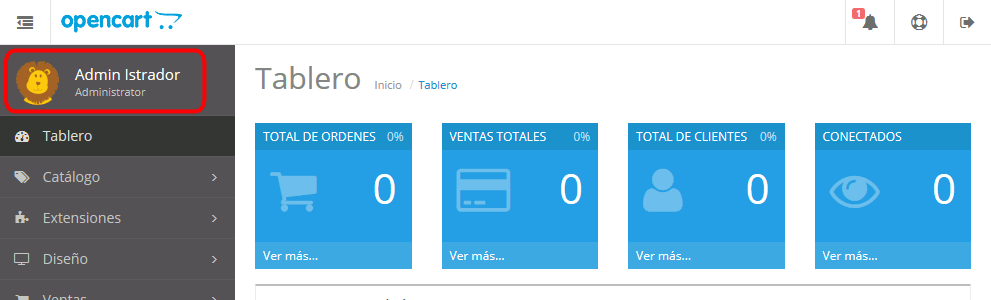 opencart
1
Admin Istrador
Administrator
Tablero
Catálogo
Extensiones
Diseño
Ventas
Tablero
Inicio / Tablero
TOTAL DE ORDENES 0%
0
Ver más...
VENTAS TOTALES 0%
0
Ver más...
TOTAL DE CLIENTES 0%
0
Ver más...
CONECTADOS
0
Ver más...